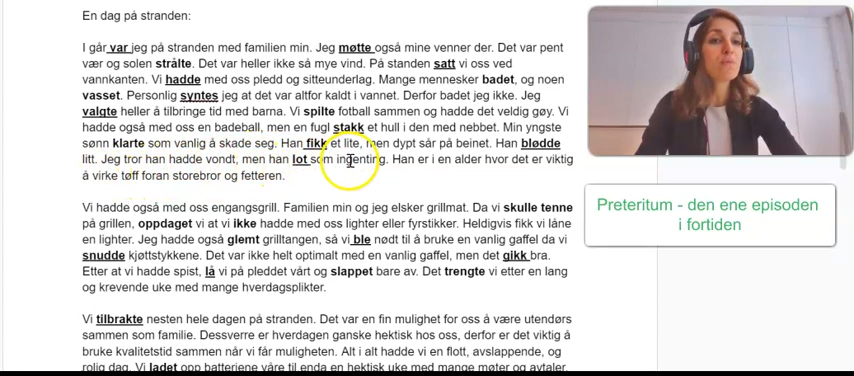 En dag på stranden:
I går var jeg på stranden med familien min. Jeg møtte også mine venner der. Det var pent
vær og solen strålte. Det var heller ikke så mye vind. På standen satt vi oss ved
vannkanten. Vi hadde med oss pledd og sitteunderlag. Mange mennesker badet, og noen
vasset. Personlig syntes jeg at det var altfor kaldt i vannet. Derfor badet jeg ikke. Jeg
valgte heller å tilbringe tid med barna. Vi spilte fotball sammen og hadde det veldig gøy. Vi
hadde også med oss en badeball, men en fugl stakk et hull i den med nebbet. Min yngste
sønn klarte som vanlig å skade seg. Han fikk et lite, men dypt sår på beinet. Han blødde
litt. Jeg tror han hadde vondt, men han lot som ingenting. Han er i en alder hvor det er viktig
å virke tøff foran storebror og fetteren.
Vi hadde også med oss engangsgrill. Familien min og jeg elsker grillmat. Da vi skulle tenne
på grillen, oppdaget vi at vi ikke hadde med oss lighter eller fyrstikker. Heldigvis fikk vi låne
en lighter. Jeg hadde også glemt grilltangen, så vi ble nødt til å bruke en vanlig gaffel da vi
snudde kjøttstykkene. Det var ikke helt optimalt med en vanlig gaffel, men det gikk bra.
Etter at vi hadde spist, lå vi på pleddet vårt og slappet bare av. Det trengte vi etter en lang
og krevende uke med mange hverdagsplikter.
Vi tilbrakte nesten hele dagen på stranden. Det var en fin mulighet for oss å være utendørs
sammen som familie. Dessverre er hverdagen ganske hektisk hos oss, derfor er det viktig å
bruke kvalitetstid sammen når vi får muligheten. Alt i alt hadde vi en flott, avslappende, og
rolig dag. Vi ladet opp batteriene våre til enda en hektisk uke med mange møter og avtaler.
Preteritum - den ene episoden
i fortiden